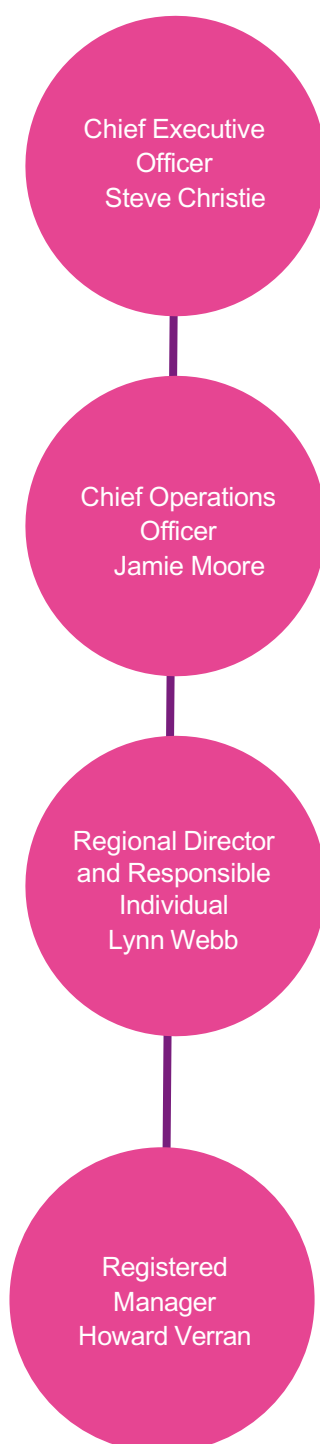 Chief Executive
Officer
Steve Christie
Chief Operations
Officer
Jamie Moore
Regional Director
and Responsible
Individual
Lynn Webb
Registered
Manager
Howard Verran